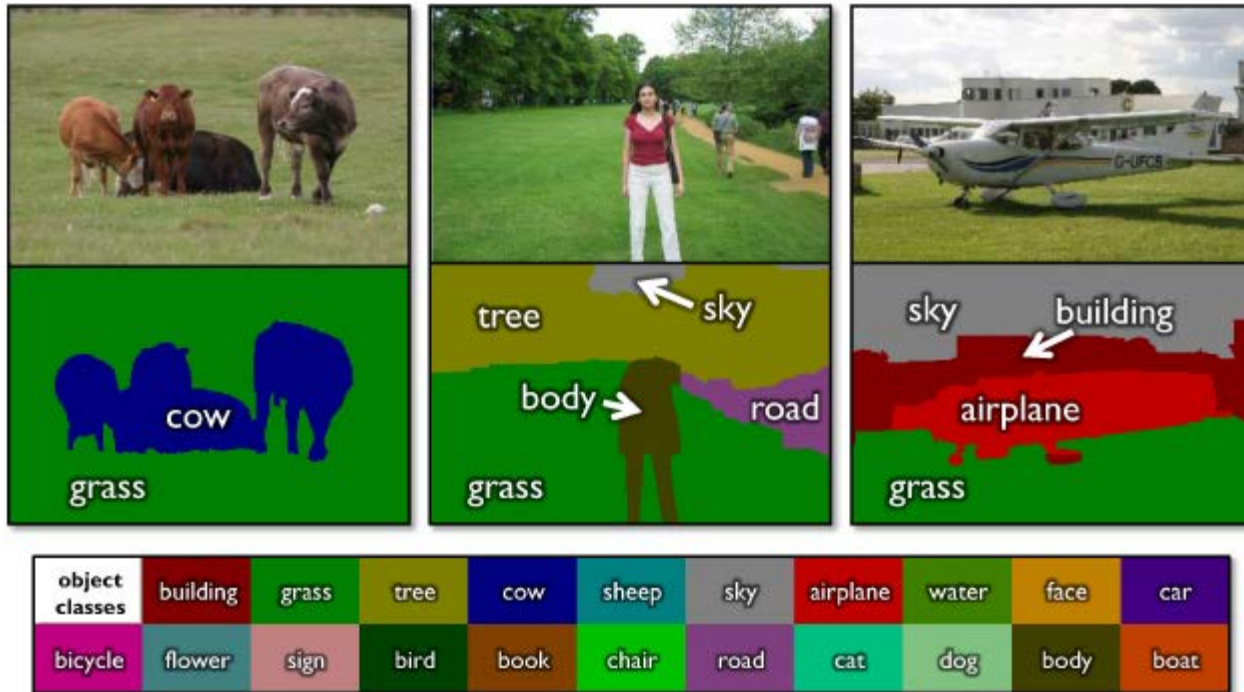 G-UFCB
cow
grass
tree
sky
body
road
grass
sky
building
airplane
grass
object
classes
building
grass
tree
cow
sheep
sky
airplane
water
face
car
bicycle
flower
sign
bird
book
chair
road
cat
dog
body
boat